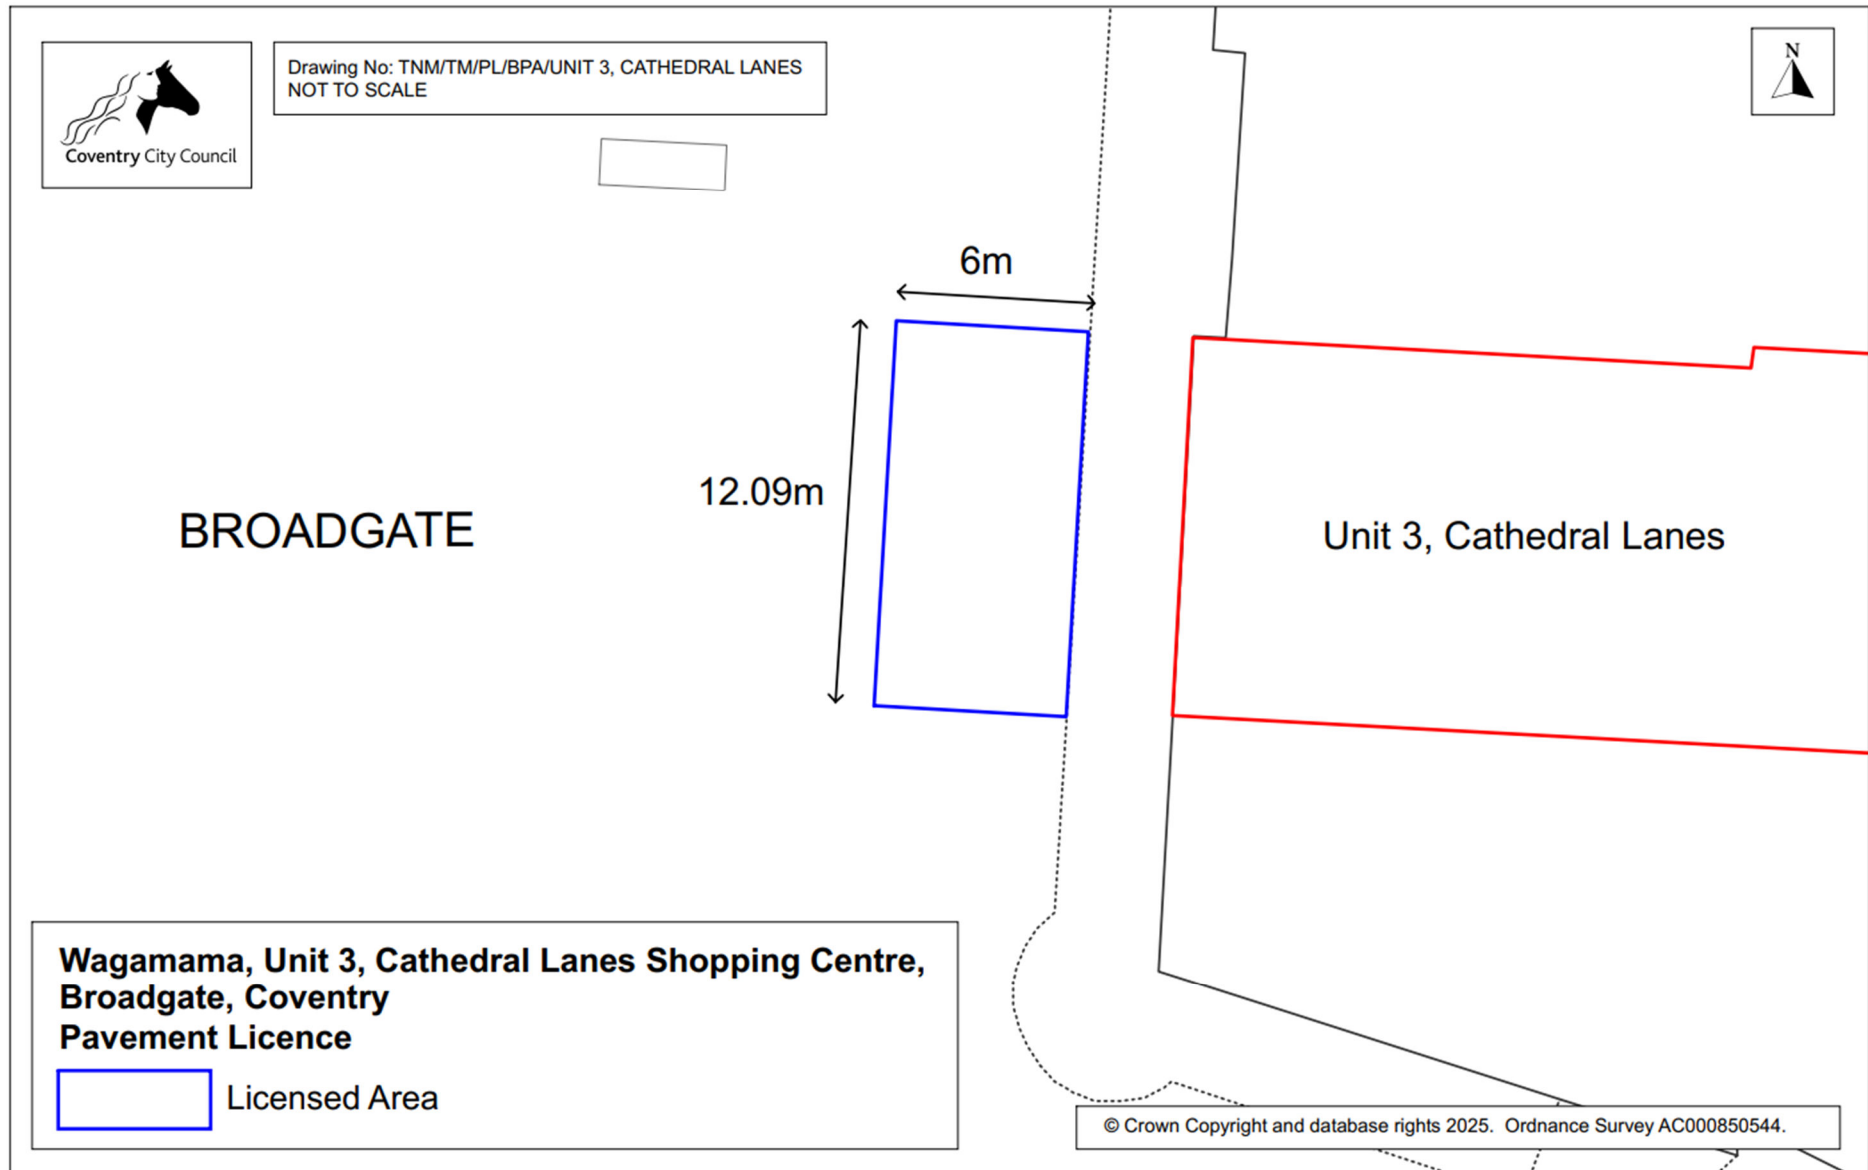 Coventry City Council
Drawing No: TNM/TM/PL/BPA/UNIT 3, CATHEDRAL LANES
NOT TO SCALE
N
6m
12.09m
BROADGATE
Unit 3, Cathedral Lanes
Wagamama, Unit 3, Cathedral Lanes Shopping Centre,
Broadgate, Coventry
Pavement Licence
Licensed Area
© Crown Copyright and database rights 2025. Ordnance Survey AC000850544.